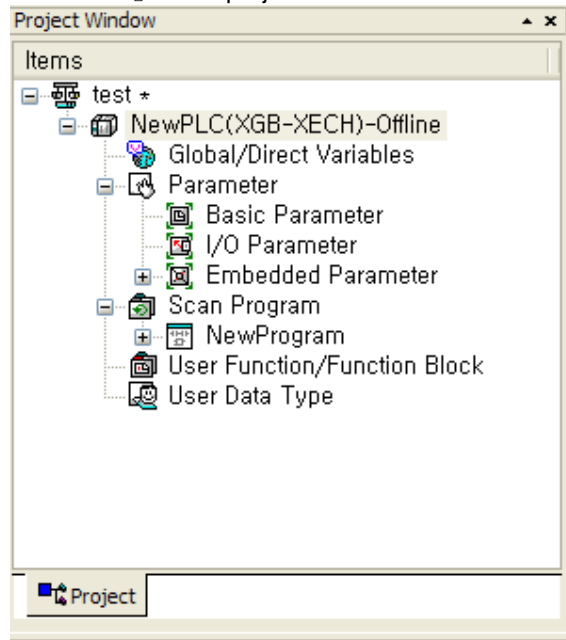 Project Window
Items
test *
NewPLC(XGB-XECH)-Offline
Global/Direct Variables
Parameter
Basic Parameter
I/O Parameter
Embedded Parameter
Scan Program
NewProgram
User Function/Function Block
User Data Type
Project